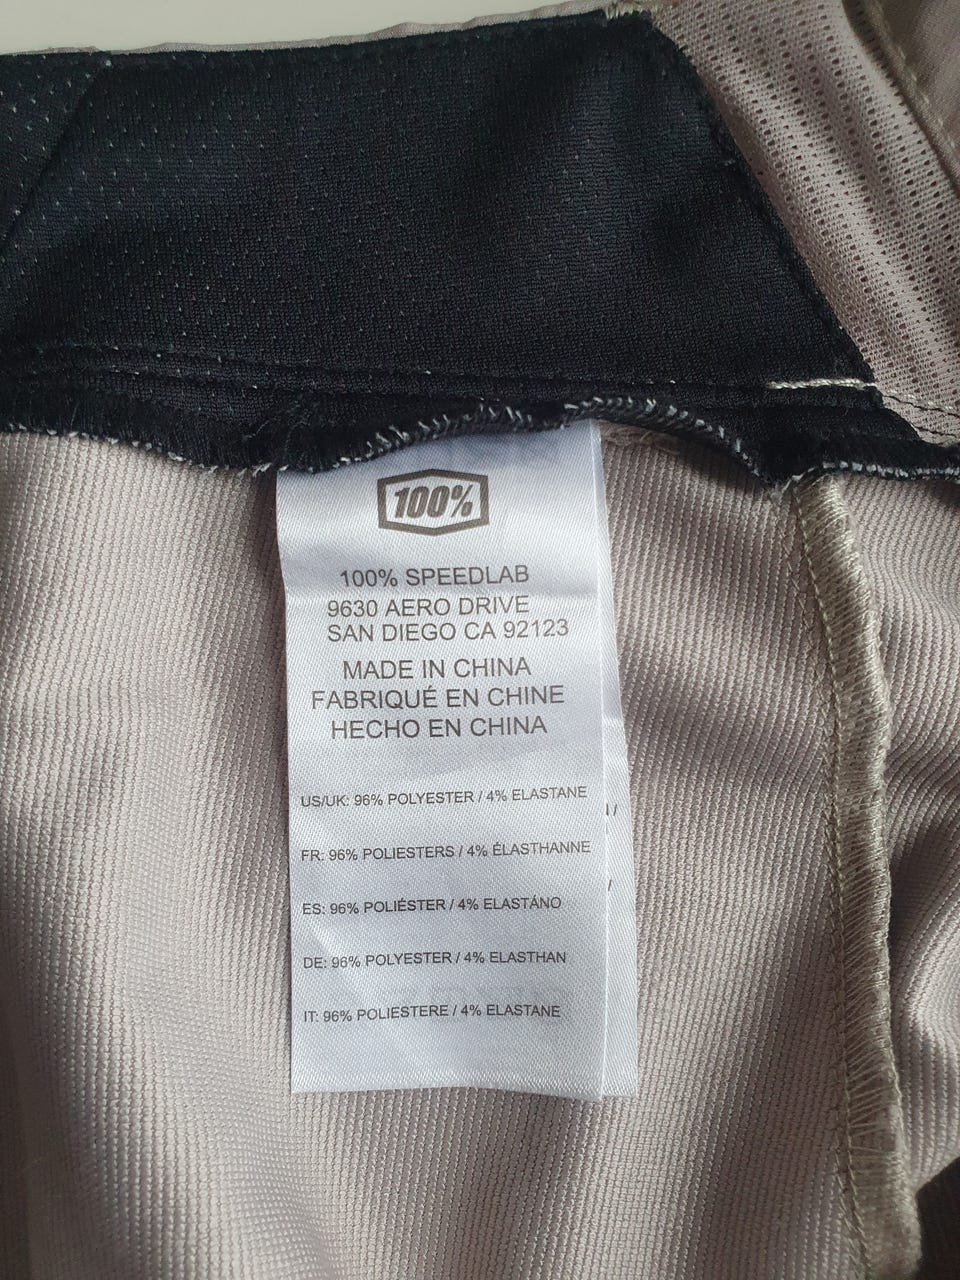 100%
100% SPEEDLAB
9630 AERO DRIVE
SAN DIEGO CA 92123
MADE IN CHINA
FABRIQUÉ EN CHINE
HECHO EN CHINA
US/UK: 96% POLYESTER / 4% ELASTANE
FR: 96% POLIESTERS / 4% ÉLASTHANNE
ES: 96% POLIÉSTER / 4% ELASTÁNO
DE: 96% POLYESTER / 4% ELASTHAN
IT: 96% POLIESTERE / 4% ELASTANE